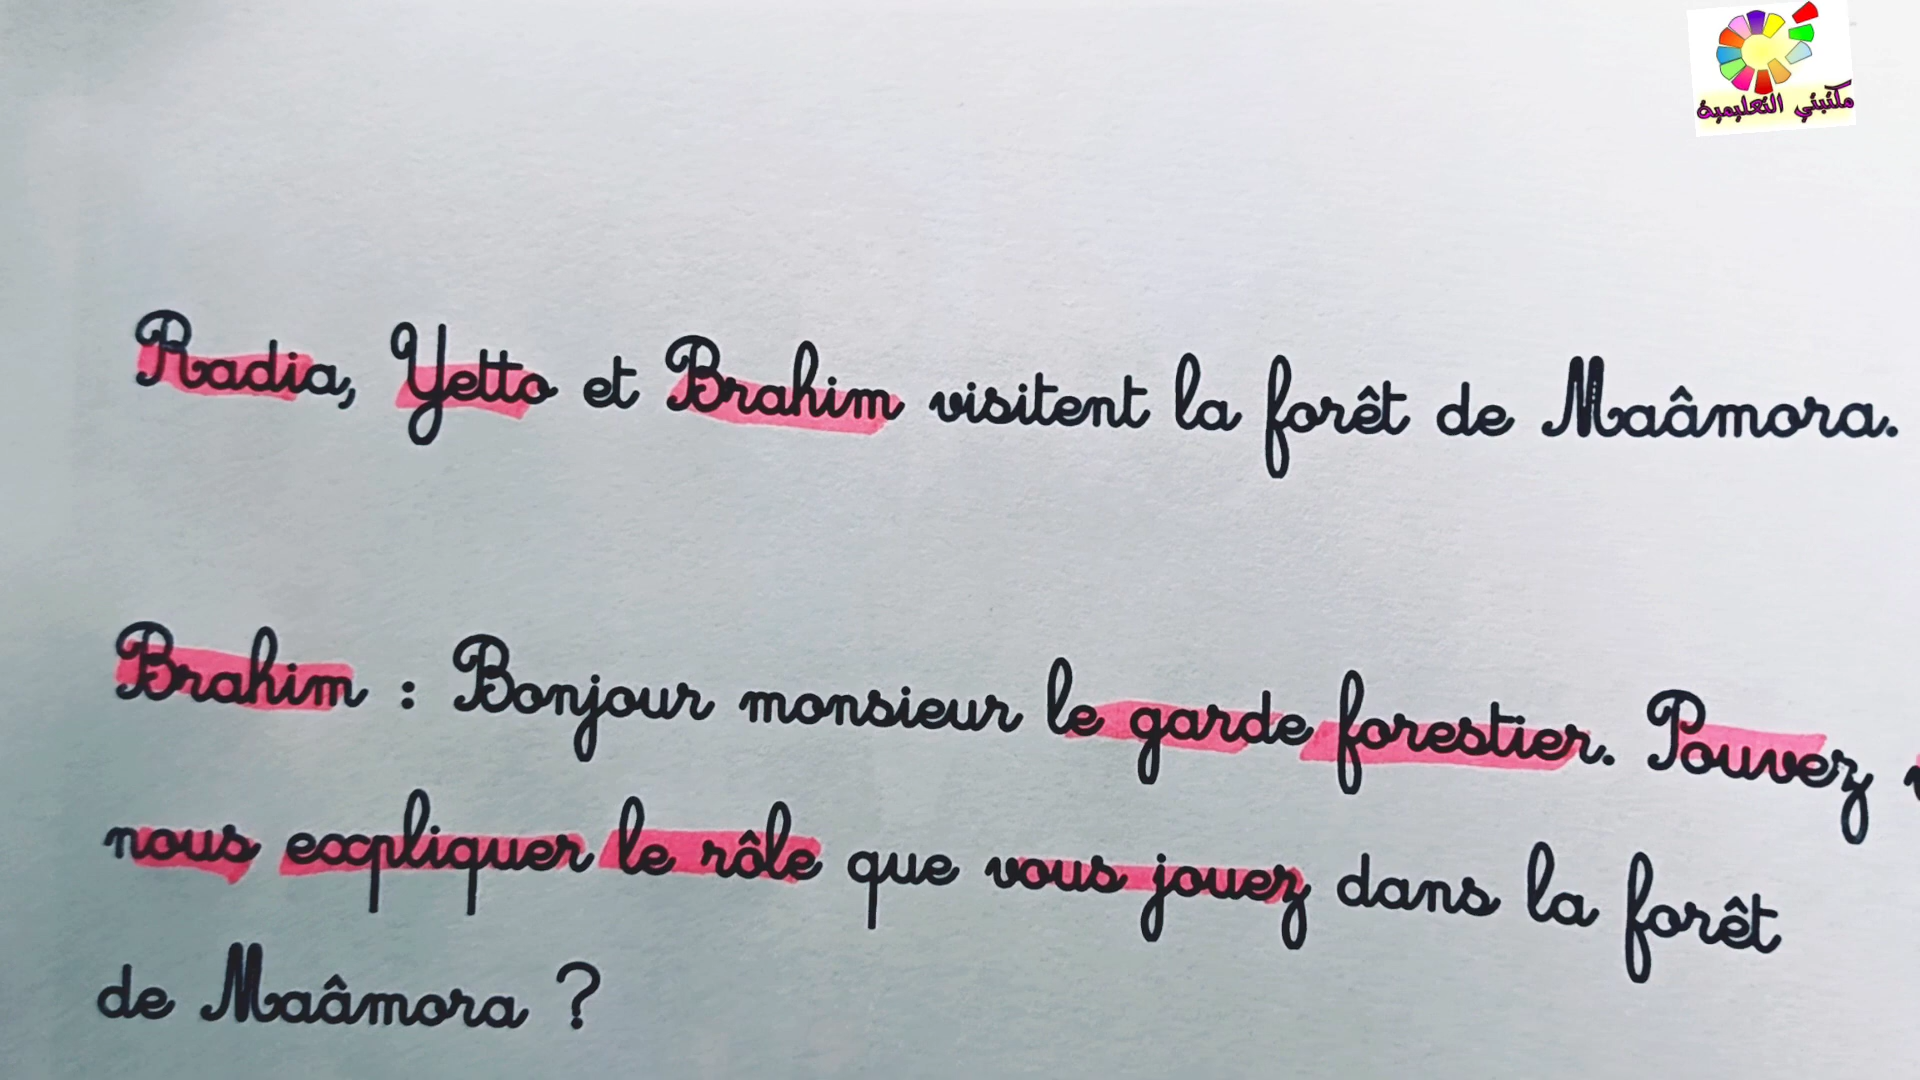 مكتبتي التعليمية
Radia, Yetto et Brahim visitent la forêt de Maâmora.
Brahim : Bonjour monsieur le garde forestier. Pouvez
nous expliquer le rôle que vous jouez dans la forêt
de Maâmora ?